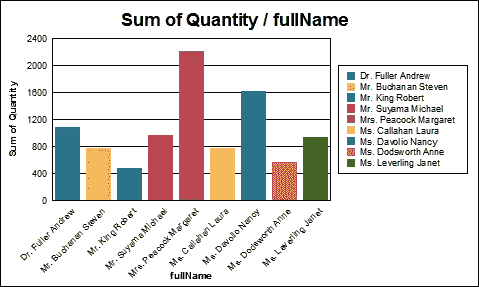 Sum of Quantity / fullName
Sum of Quantity
2400
2000
1600
1200
800
400
0
Dr. Fuller Andrew
Mr. Buchanan Steven
Mr. King Robert
Mr. Suyama Michael
Mrs. Peacock Margaret
Ms. Callahan Laura
Ms. Davolio Nancy
Ms. Dodsworth Anne
Ms. Leverling Janet
fullName
Dr. Fuller Andrew
Mr. Buchanan Steven
Mr. King Robert
Mr. Suyama Michael
Mrs. Peacock Margaret
Ms. Callahan Laura
Ms. Davolio Nancy
Ms. Dodsworth Anne
Ms. Leverling Janet